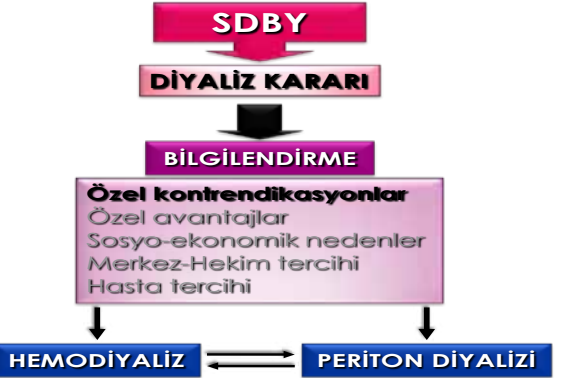 SDBY
DİYALİZ KARARI
BİLGİLENDİRME
Özel kontrendikasyonlar
Özel avantajlar
Sosyo-ekonomik nedenler
Merkez-Hekim tercihi
Hasta tercihi
HEMODİYALİZ
PERİTON DİYALİZİ